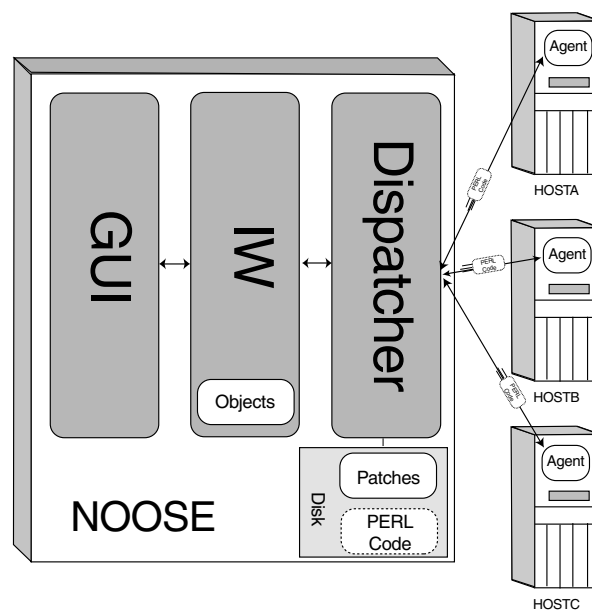 GUI
IW
Objects
Dispatcher
NOOSE
Disk
Patches
PERL
Code
PERL
Code
Agent
HOSTA
PERL
Code
Agent
HOSTB
PERL
Code
Agent
HOSTC